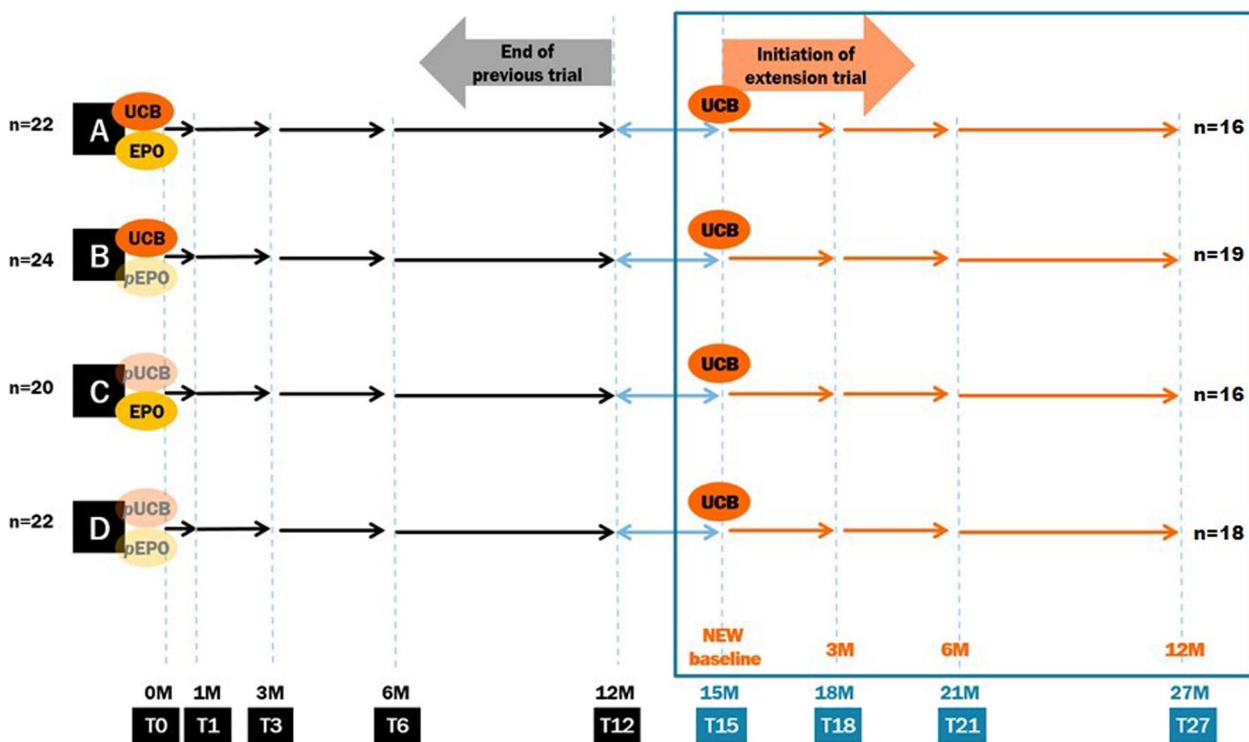 End of
previous trial
Initiation of
extension trial
n=22
A
UCB
EPO
UCB
n=16
n=24
B
UCB
pEPO
UCB
n=19
n=20
C
pUCB
EPO
UCB
n=16
n=22
D
pUCB
pEPO
UCB
n=18
NEW
baseline
3M
6M
12M
0M
1M
3M
6M
12M
15M
18M
21M
27M
T0
T1
T3
T6
T12
T15
T18
T21
T27